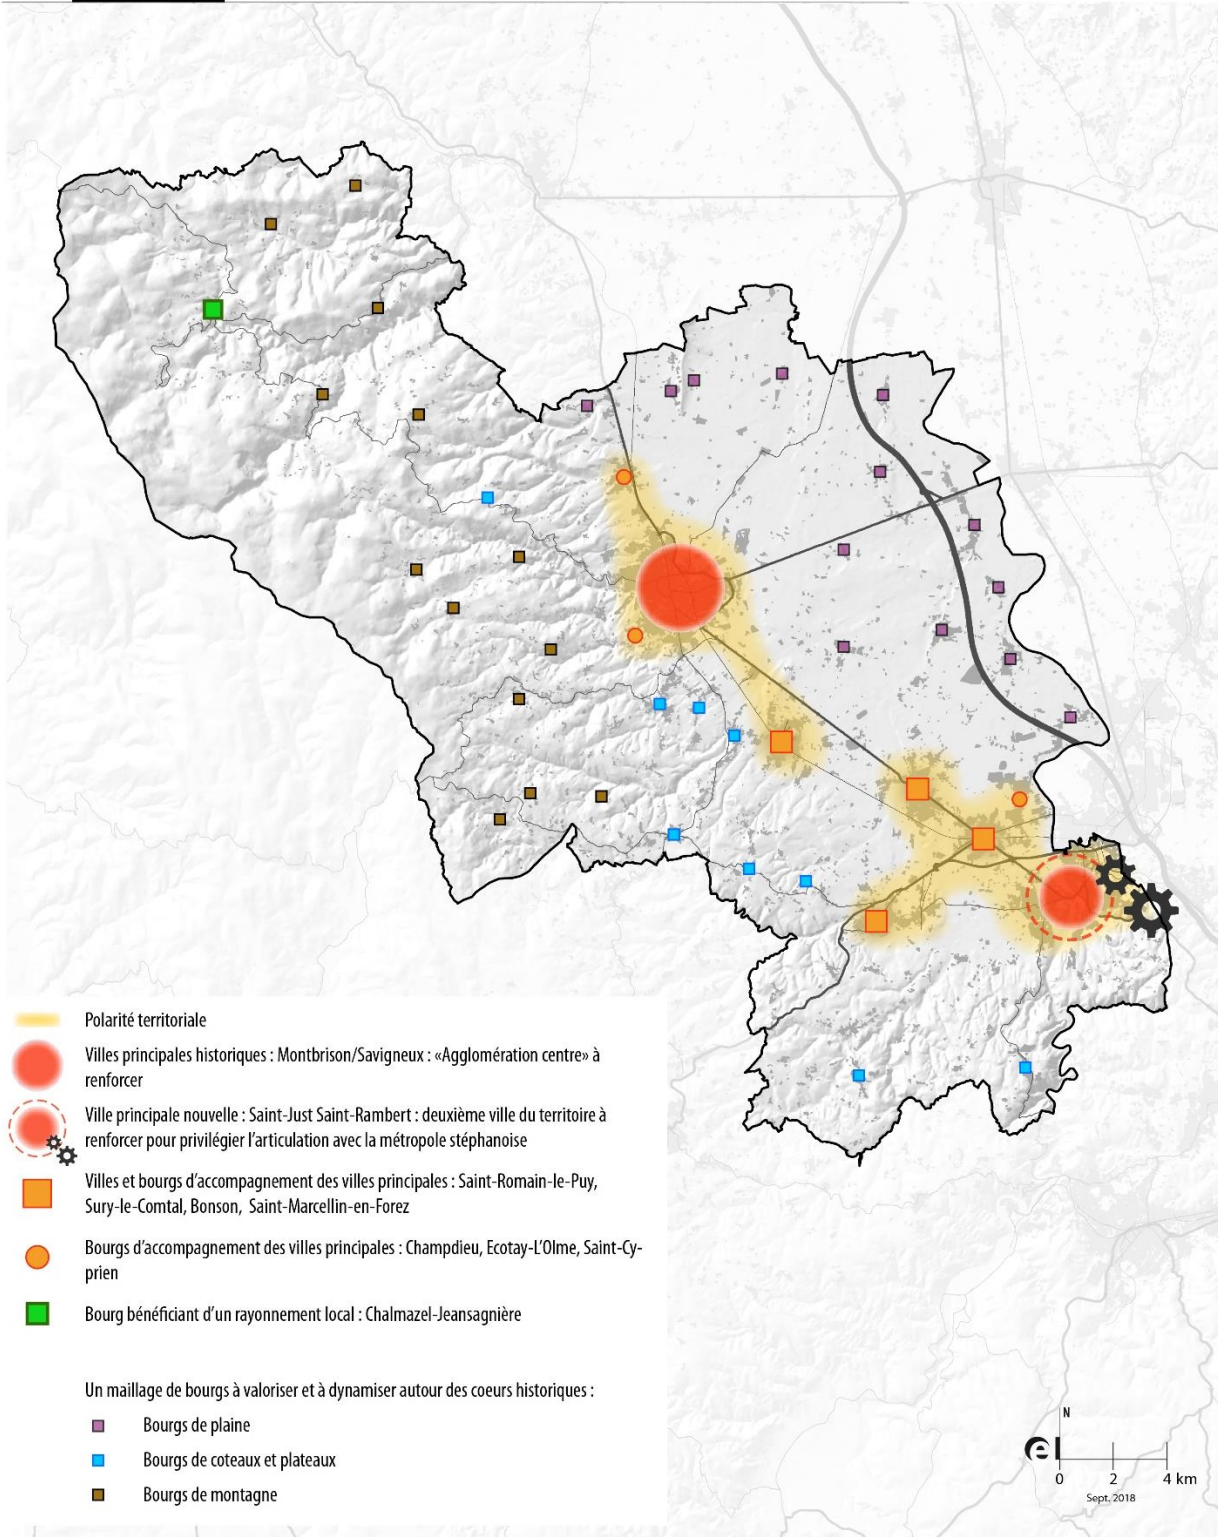 Polarité territoriale
Villes principales historiques : Montbrison/Savigneux : «Agglomération centre» à
renforcer
Ville principale nouvelle : Saint-Just Saint-Rambert : deuxième ville du territoire à
renforcer pour privilégier l'articulation avec la métropole stéphanoise
Villes et bourgs d'accompagnement des villes principales : Saint-Romain-le-Puy,
Sury-le-Comtal, Bonson, Saint-Marcellin-en-Forez
Bourgs d'accompagnement des villes principales : Champdieu, Ecotay-L'Olme, Saint-Cy-
prien
Bourg bénéficiant d'un rayonnement local : Chalmazel-Jeansagnière
Un maillage de bourgs à valoriser et à dynamiser autour des coeurs historiques :
Bourgs de plaine
Bourgs de coteaux et plateaux
Bourgs de montagne
N
0 2 4 km
Sept. 2018